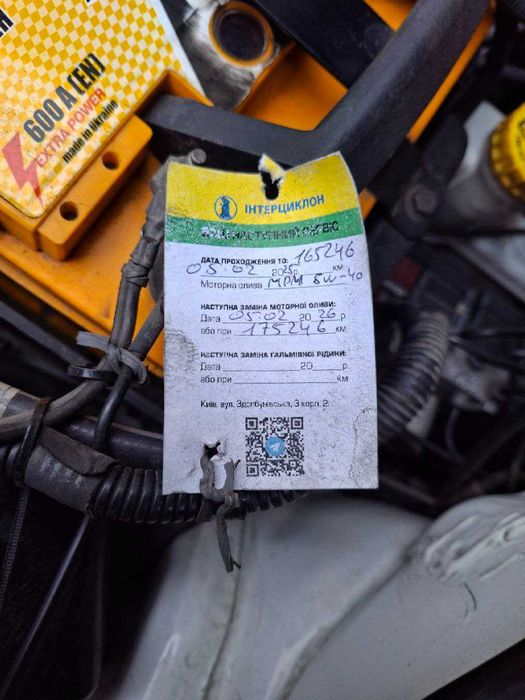 600 A (EN)
EXTRA POWER
made in Ukraine
ІНТЕРЦИКЛОН
НАСТУПНИЙ СЕРВІС
ДАТА ПРОХОДЖЕННЯ ТО: 165246
05.02 2025р. км:
Моторна олива 5W-40
НАСТУПНА ЗАМІНА МОТОРНОЇ ОЛИВИ:
Дата 05.02 2026 р.
або при 175246 км
НАСТУПНА ЗАМІНА ГАЛЬМІВНОЇ РІДИНИ:
Дата 20 р.
або при км
Київ, вул. Здолбунівська, 3 корп. 2